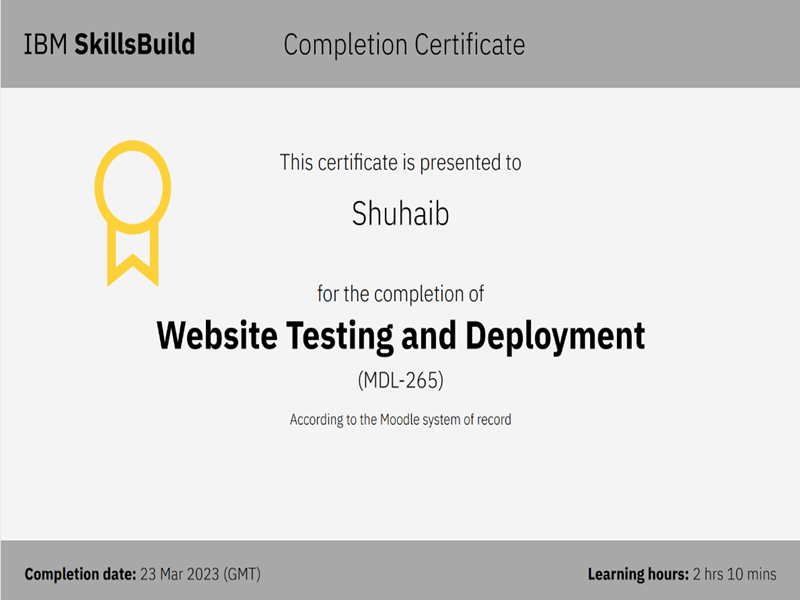 IBM SkillsBuild
Completion Certificate
This certificate is presented to
Shuhaib
for the completion of
Website Testing and Deployment
(MDL-265)
According to the Moodle system of record
Completion date: 23 Mar 2023 (GMT)
Learning hours: 2 hrs 10 mins